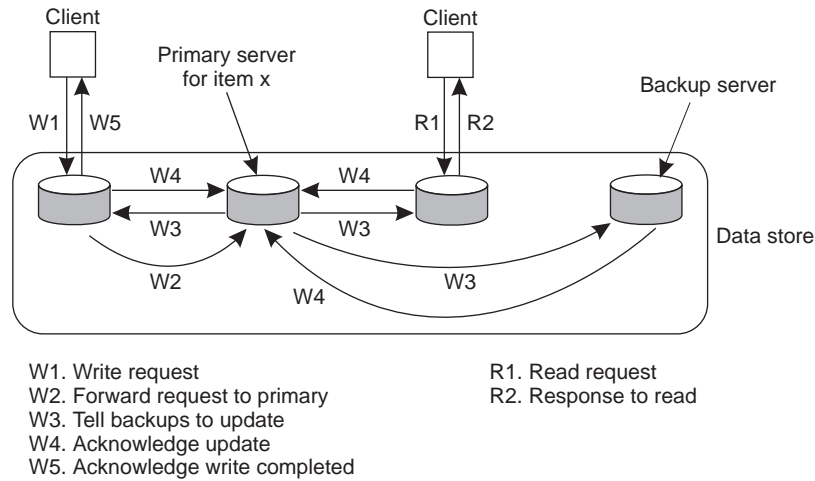 Client
Client
Primary server
for item x
Backup server
W1
W5
R1
R2
W4
W4
W3
W3
Data store
W2
W3
W4
W1. Write request
W2. Forward request to primary
W3. Tell backups to update
W4. Acknowledge update
W5. Acknowledge write completed
R1. Read request
R2. Response to read